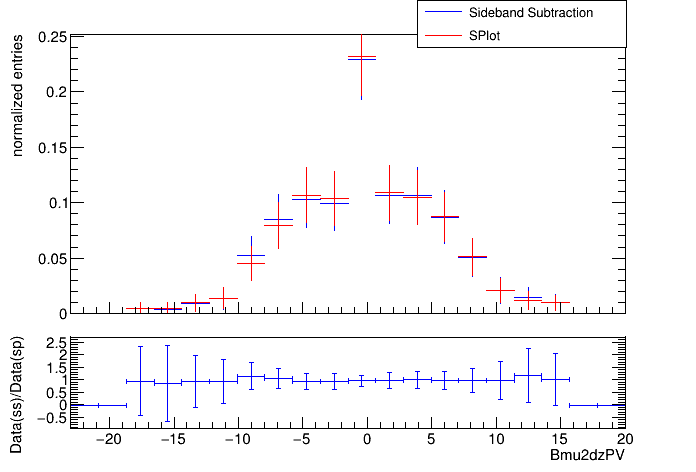 Sideband Subtraction
SPlot
normalized entries
0.25
0.2
0.15
0.1
0.05
0
Data(ss)/Data(sp)
2.5
2
1.5
1
0.5
0
−0.5
−20 −15 −10 −5 0 5 10 15 20
Bmu2dzPV